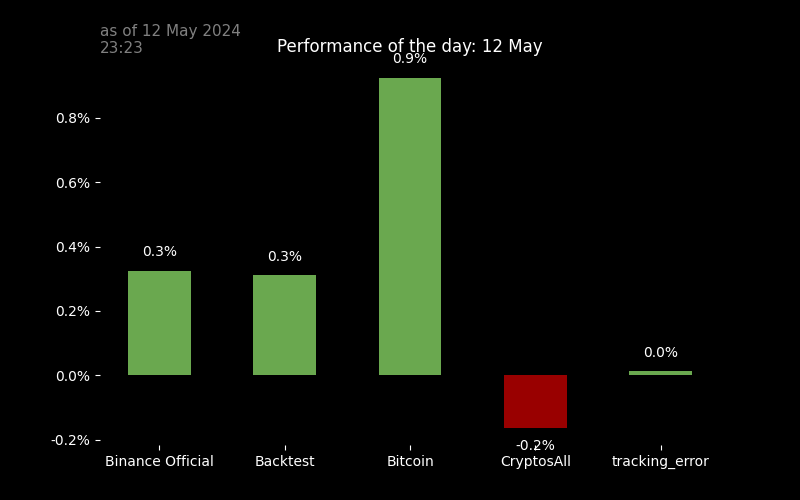 as of 12 May 2024
23:23
Performance of the day: 12 May
0.9%
0.8%
0.6%
0.4%
0.3%
0.3%
0.2%
0.0%
0.0%
-0.2%
-0.2%
Binance Official
Backtest
Bitcoin
CryptosAll
tracking_error